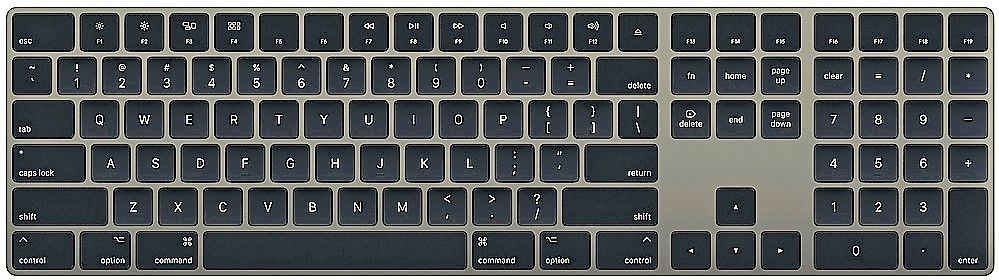 esc F1 F2 F3 F4 F5 F6 F7 F8 F9 F10 F11 F12 F13 F14 F15 F16 F17 F18 F19
~ ! @ # $ % ^ & * ( ) — +
` 1 2 3 4 5 6 7 8 9 0 - = delete fn home page up clear = / *
tab Q W E R T Y U I O P { [ } ] | \ delete end page down 7 8 9 —
caps lock A S D F G H J K L : ; " ' return 4 5 6 +
shift Z X C V B N M < , > . ? / shift 1 2 3
control option command command option control 0 . enter